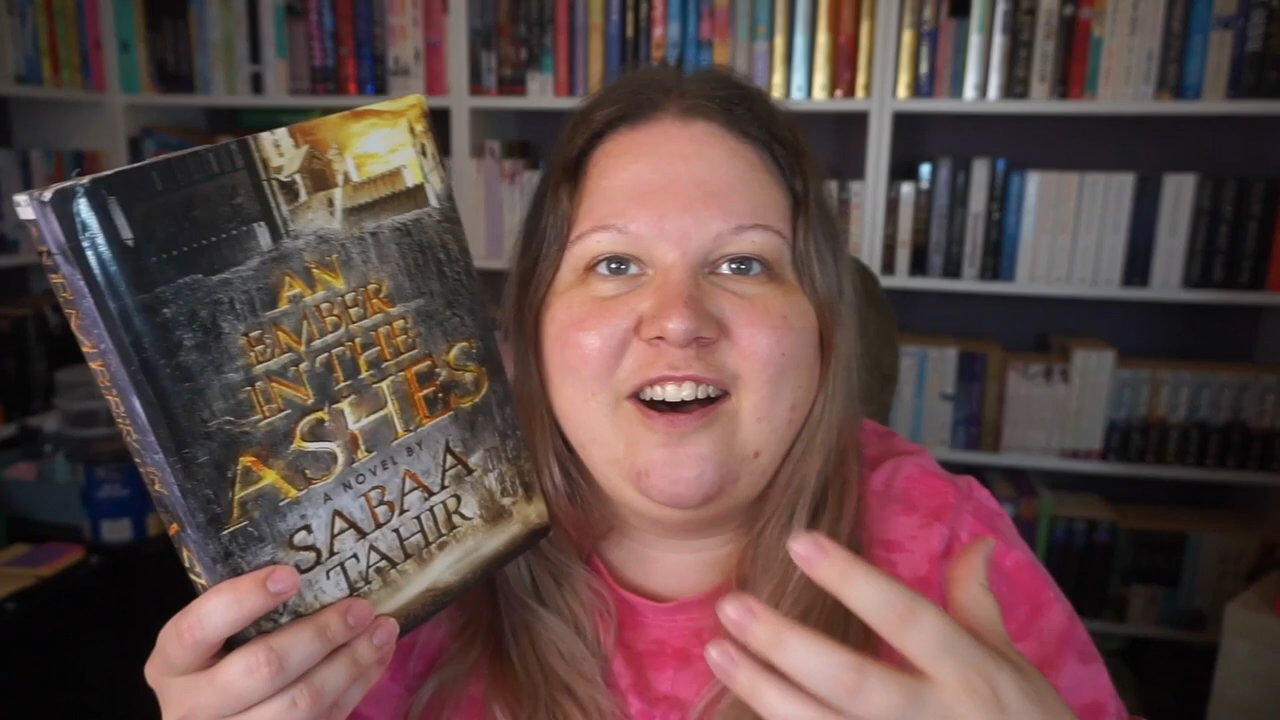 AN
EMBER
IN THE
ASHES
A NOVEL BY
SABAA
TAHIR